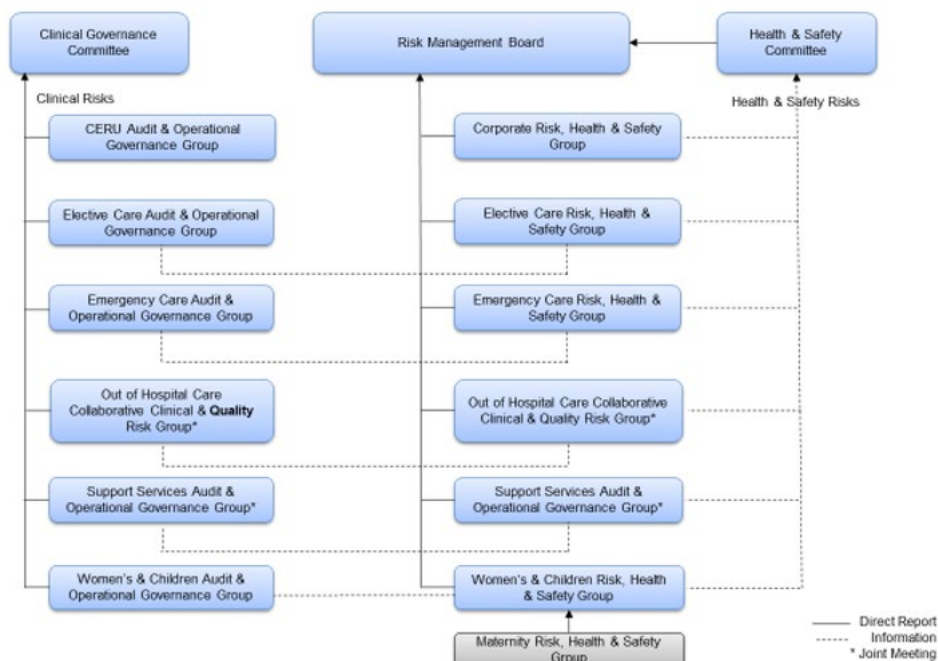 Clinical Governance
Committee
Risk Management Board
Health & Safety
Committee
Clinical Risks
Health & Safety Risks
CERU Audit & Operational
Governance Group
Corporate Risk, Health & Safety
Group
Elective Care Audit & Operational
Governance Group
Elective Care Risk, Health &
Safety Group
Emergency Care Audit &
Operational Governance Group
Emergency Care Risk, Health &
Safety Group
Out of Hospital Care
Collaborative Clinical & Quality
Risk Group*
Out of Hospital Care Collaborative
Clinical & Quality Risk Group*
Support Services Audit &
Operational Governance Group*
Support Services Audit &
Operational Governance Group*
Women's & Children Audit &
Operational Governance Group
Women's & Children Risk, Health
& Safety Group
Maternity Risk, Health & Safety
Group
Direct Report
Information
* Joint Meeting